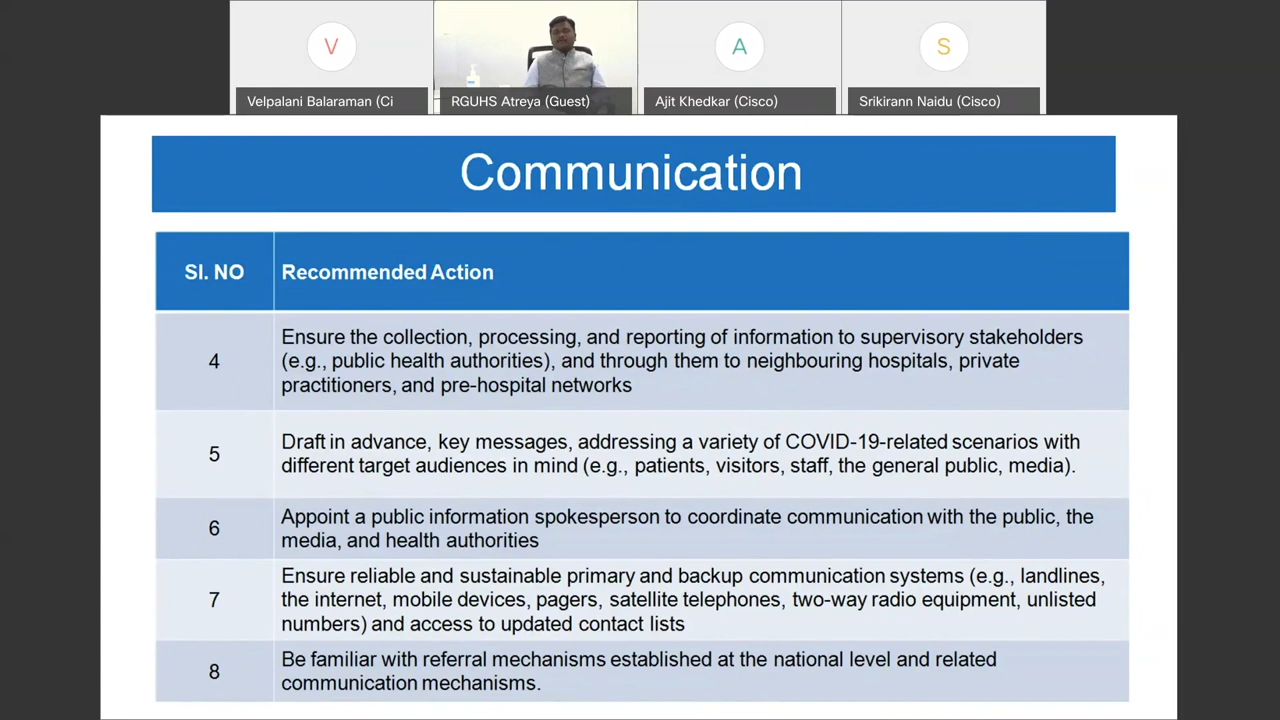 V
A
S
Velpalani Balaraman (Ci
RGUHS Atreya (Guest)
Ajit Khedkar (Cisco)
Srikirann Naidu (Cisco)
Communication
Sl. NO
Recommended Action
4
Ensure the collection, processing, and reporting of information to supervisory stakeholders
(e.g., public health authorities), and through them to neighbouring hospitals, private
practitioners, and pre-hospital networks
5
Draft in advance, key messages, addressing a variety of COVID-19-related scenarios with
different target audiences in mind (e.g., patients, visitors, staff, the general public, media).
6
Appoint a public information spokesperson to coordinate communication with the public, the
media, and health authorities
7
Ensure reliable and sustainable primary and backup communication systems (e.g., landlines,
the internet, mobile devices, pagers, satellite telephones, two-way radio equipment, unlisted
numbers) and access to updated contact lists
8
Be familiar with referral mechanisms established at the national level and related
communication mechanisms.